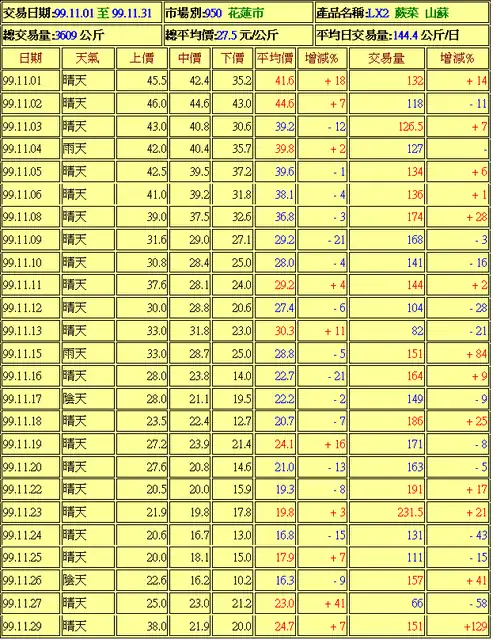 交易日期:99.11.01 至 99.11.31 市場別:950 花蓮市 產品名稱:LX2 蕨菜 山蘇
總交易量:3609 公斤 總平均價:27.5 元/公斤 平均日交易量:144.4 公斤/日
日期 天氣 上價 中價 下價 平均價 增減% 交易量 增減%
99.11.01 晴天 45.5 42.4 35.2 41.6 + 18 132 + 14
99.11.02 晴天 46.0 44.6 43.0 44.6 + 7 118 - 11
99.11.03 晴天 43.0 40.8 30.6 39.2 - 12 126.5 + 7
99.11.04 雨天 42.0 40.4 35.7 39.8 + 2 127 -
99.11.05 晴天 42.5 39.5 37.2 39.6 - 1 134 + 6
99.11.06 晴天 41.0 39.2 31.8 38.1 - 4 136 + 1
99.11.08 晴天 39.0 37.5 32.6 36.8 - 3 174 + 28
99.11.09 晴天 31.6 29.0 27.1 29.2 - 21 168 - 3
99.11.10 晴天 30.8 28.4 25.0 28.0 - 4 141 - 16
99.11.11 晴天 37.6 28.1 24.0 29.2 + 4 144 + 2
99.11.12 晴天 30.0 28.8 20.6 27.4 - 6 104 - 28
99.11.13 晴天 33.0 31.8 23.0 30.3 + 11 82 - 21
99.11.15 雨天 33.0 28.7 25.0 28.8 - 5 151 + 84
99.11.16 晴天 28.0 23.8 14.0 22.7 - 21 164 + 9
99.11.17 陰天 28.0 21.1 19.5 22.2 - 2 149 - 9
99.11.18 晴天 23.5 22.4 12.7 20.7 - 7 186 + 25
99.11.19 晴天 27.2 23.9 21.4 24.1 + 16 171 - 8
99.11.20 晴天 27.6 20.8 14.6 21.0 - 13 163 - 5
99.11.22 晴天 20.5 20.0 15.9 19.3 - 8 191 + 17
99.11.23 晴天 21.9 19.8 17.8 19.8 + 3 231.5 + 21
99.11.24 晴天 20.6 16.7 13.0 16.8 - 15 131 - 43
99.11.25 晴天 20.0 18.1 15.0 17.9 + 7 111 - 15
99.11.26 陰天 22.6 16.2 10.2 16.3 - 9 157 + 41
99.11.27 晴天 25.0 23.0 21.2 23.0 + 41 66 - 58
99.11.29 晴天 38.0 21.9 20.0 24.7 + 7 151 +129